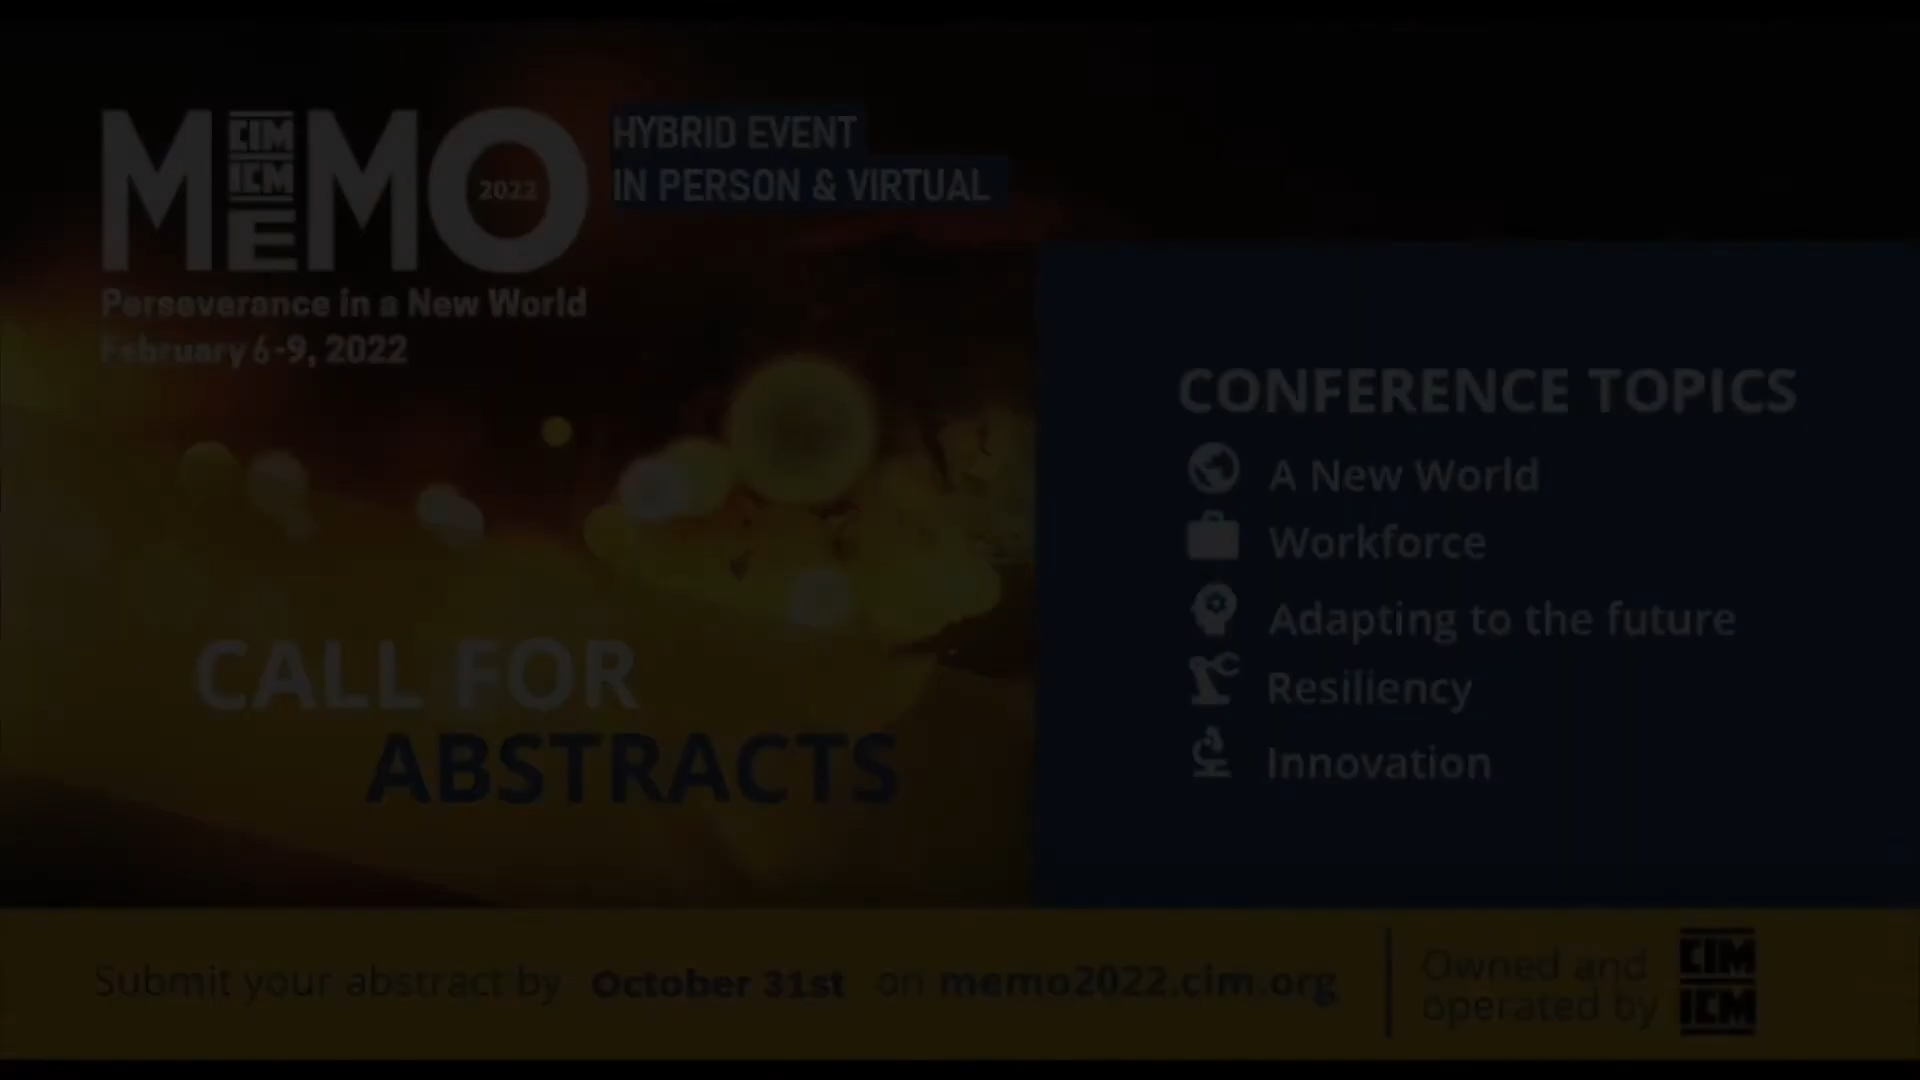 MEMO
CIM
ICM
2022
HYBRID EVENT
IN PERSON & VIRTUAL
Perseverance in a New World
February 6-9, 2022
CALL FOR
ABSTRACTS
CONFERENCE TOPICS
A New World
Workforce
Adapting to the future
Resiliency
Innovation
Submit your abstract by October 31st on memo2022.cim.org
Owned and
operated by
CIM
ICM